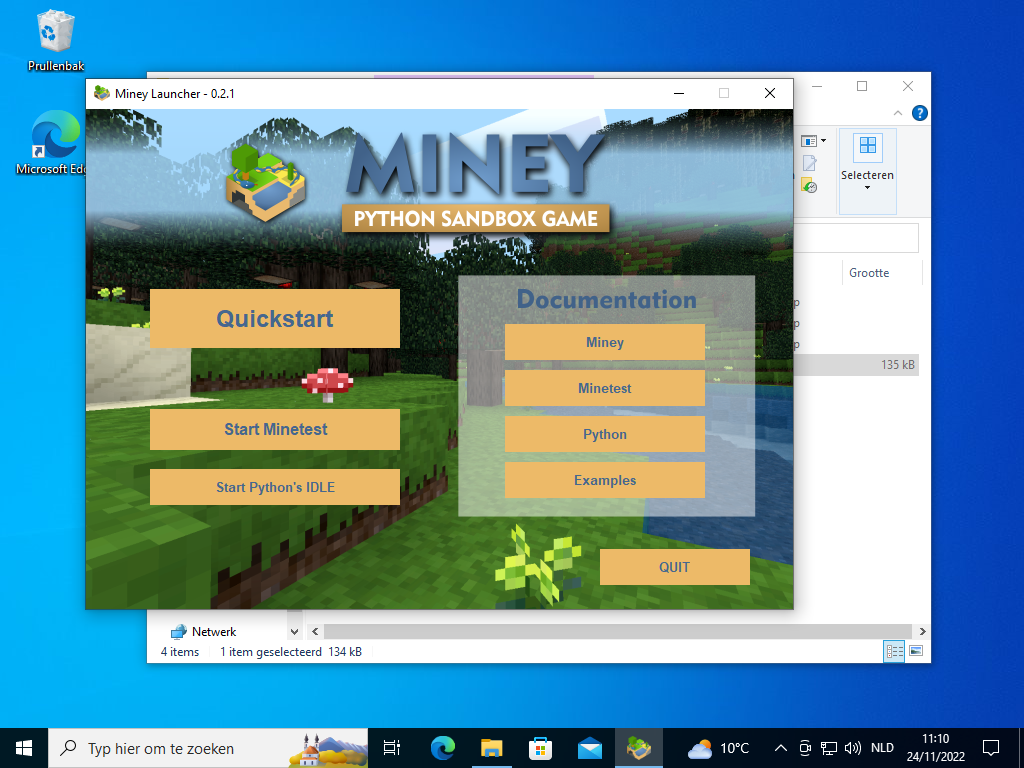 Prullenbak
Microsoft Edg
Miney Launcher - 0.2.1
MINEY
PYTHON SANDBOX GAME
Quickstart
Start Minetest
Start Python's IDLE
Documentation
Miney
Minetest
Python
Examples
QUIT
Selecteren
Grootte
p
p
p
135 kB
Netwerk
4 items
1 item geselecteerd 134 kB
Typ hier om te zoeken
10°C
NLD
11:10
24/11/2022